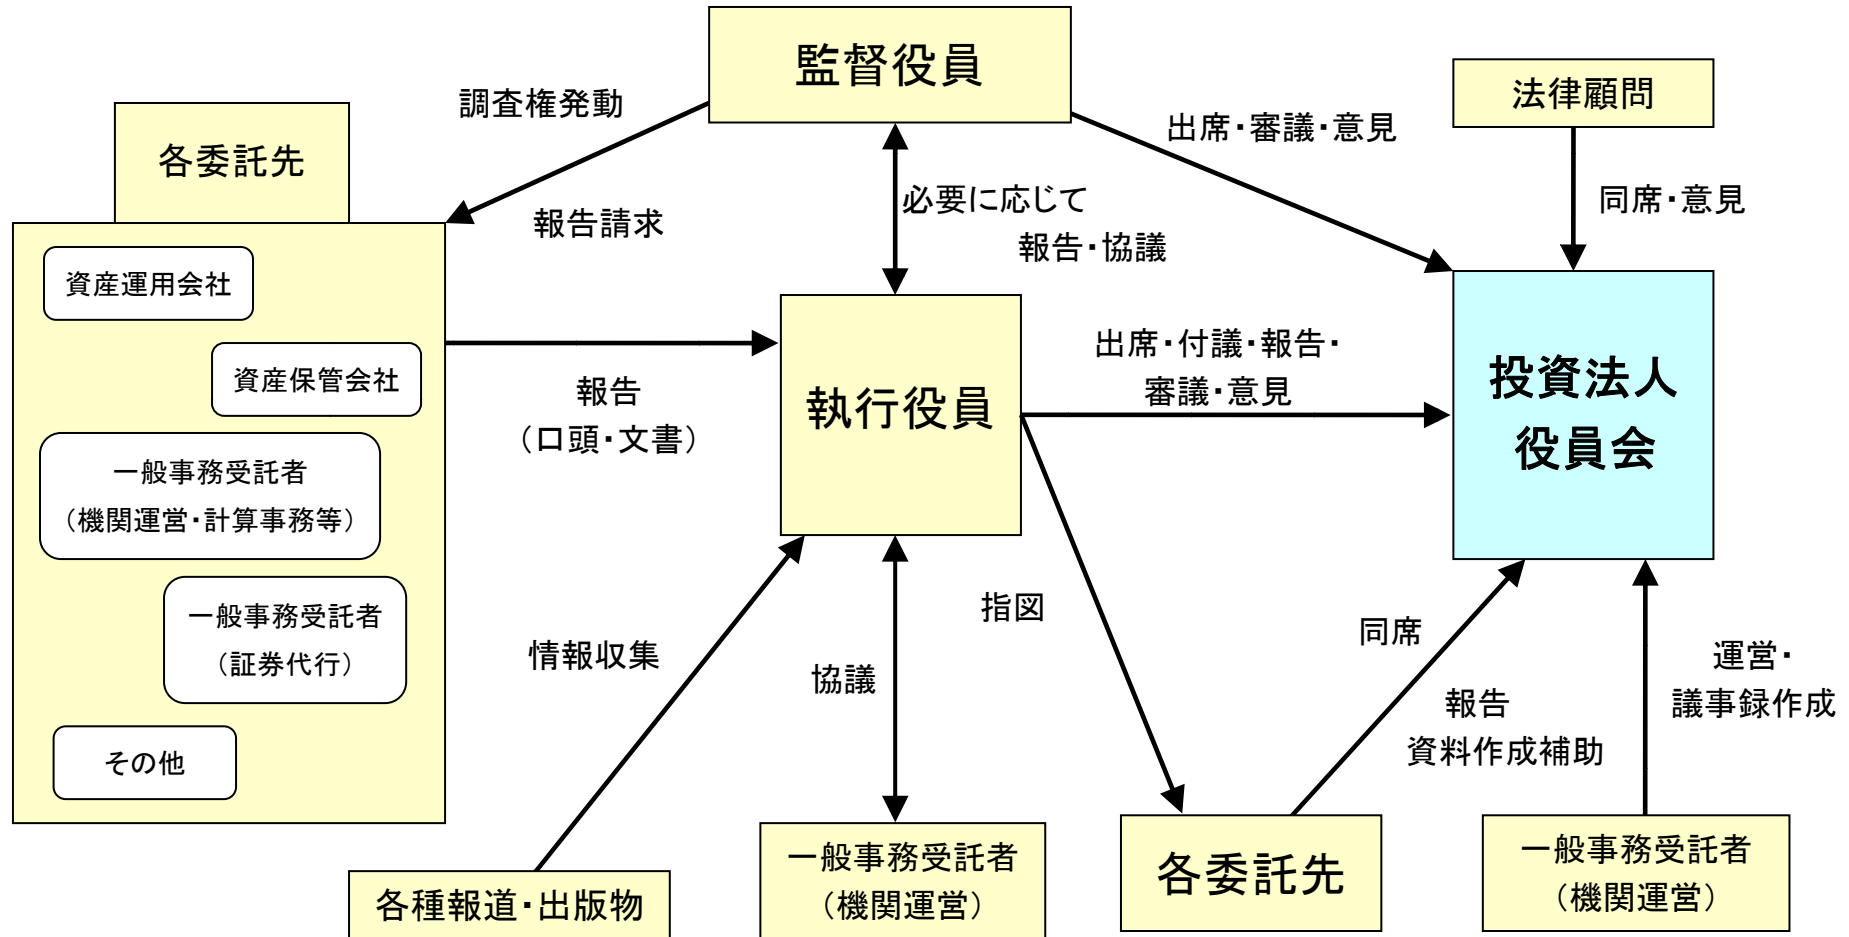 監督役員
法律顧問
調査権発動
出席・審議・意見
各委託先
必要に応じて
報告・協議
同席・意見
報告請求
資産運用会社
資産保管会社
一般事務受託者
（機関運営・計算事務等）
一般事務受託者
（証券代行）
その他
報告
（口頭・文書）
執行役員
出席・付議・報告・
審議・意見
投資法人
役員会
情報収集
協議
指図
同席
報告
資料作成補助
運営・
議事録作成
各種報道・出版物
一般事務受託者
（機関運営）
各委託先
一般事務受託者
（機関運営）